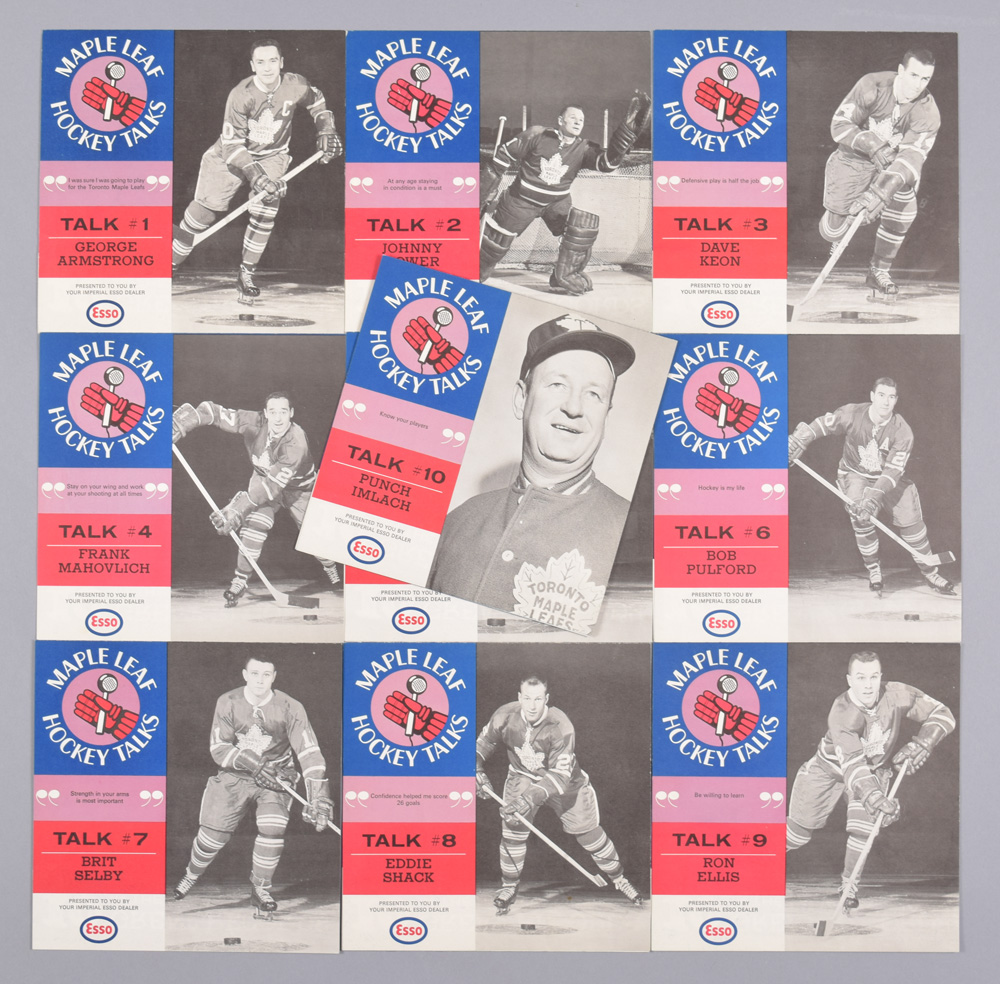 MAPLE LEAF
HOCKEY TALKS
I was sure I was going to play
for the Toronto Maple Leafs
TALK #1
GEORGE
ARMSTRONG
PRESENTED TO YOU BY
YOUR IMPERIAL ESSO DEALER
Esso
MAPLE LEAF
HOCKEY TALKS
At any age staying
in condition is a must
TALK #2
JOHNNY
OWER
MAPLE LEAF
HOCKEY TALKS
Defensive play is half the job
TALK #3
DAVE
KEON
PRESENTED TO YOU BY
YOUR IMPERIAL ESSO DEALER
Esso
MAPLE LEAF
HOCKEY TALKS
Stay on your wing and work
at your shooting at all times
TALK #4
FRANK
MAHOVLICH
PRESENTED TO YOU BY
YOUR IMPERIAL ESSO DEALER
Esso
MAPLE LEAF
HOCKEY TALKS
Know your players
TALK #10
PUNCH
IMLACH
PRESENTED TO YOU BY
YOUR IMPERIAL ESSO DEALER
Esso
TORONTO
MAPLE
LEAFS
PRESENTED TO YOU BY
YOUR IMPERIAL ESSO DEALER
Esso
MAPLE LEAF
HOCKEY TALKS
Hockey is my life
TALK #6
BOB
PULFORD
PRESENTED TO YOU BY
YOUR IMPERIAL ESSO DEALER
Esso
MAPLE LEAF
HOCKEY TALKS
Strength in your arms
is most important
TALK #7
BRIT
SELBY
PRESENTED TO YOU BY
YOUR IMPERIAL ESSO DEALER
Esso
MAPLE LEAF
HOCKEY TALKS
Confidence helped me score
26 goals
TALK #8
EDDIE
SHACK
PRESENTED TO YOU BY
YOUR IMPERIAL ESSO DEALER
Esso
MAPLE LEAF
HOCKEY TALKS
Be willing to learn
TALK #9
RON
ELLIS
PRESENTED TO YOU BY
YOUR IMPERIAL ESSO DEALER
Esso